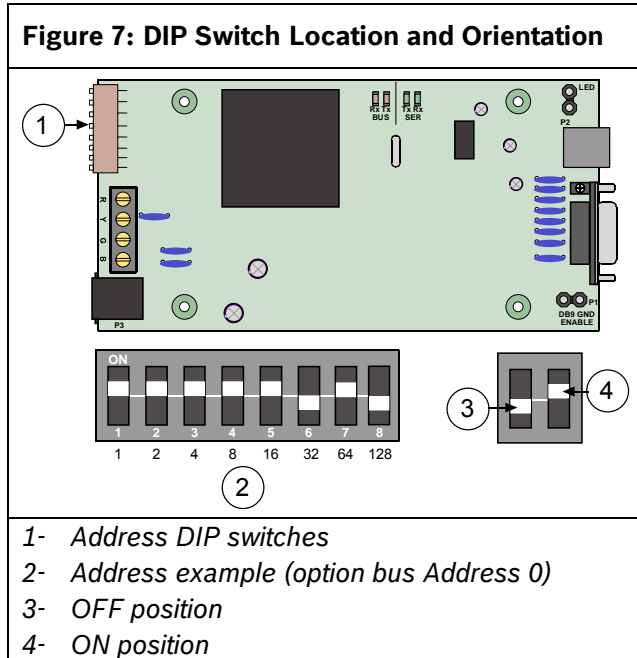 Figure 7: DIP Switch Location and Orientation
LED
P2
Rx Tx Tx Rx
BUS SER
1
R
Y
G
B
P3
P1
DB9 GND
ENABLE
ON
1 2 3 4 5 6 7 8
1 2 4 8 16 32 64 128
2
3
4
1- Address DIP switches
2- Address example (option bus Address 0)
3- OFF position
4- ON position